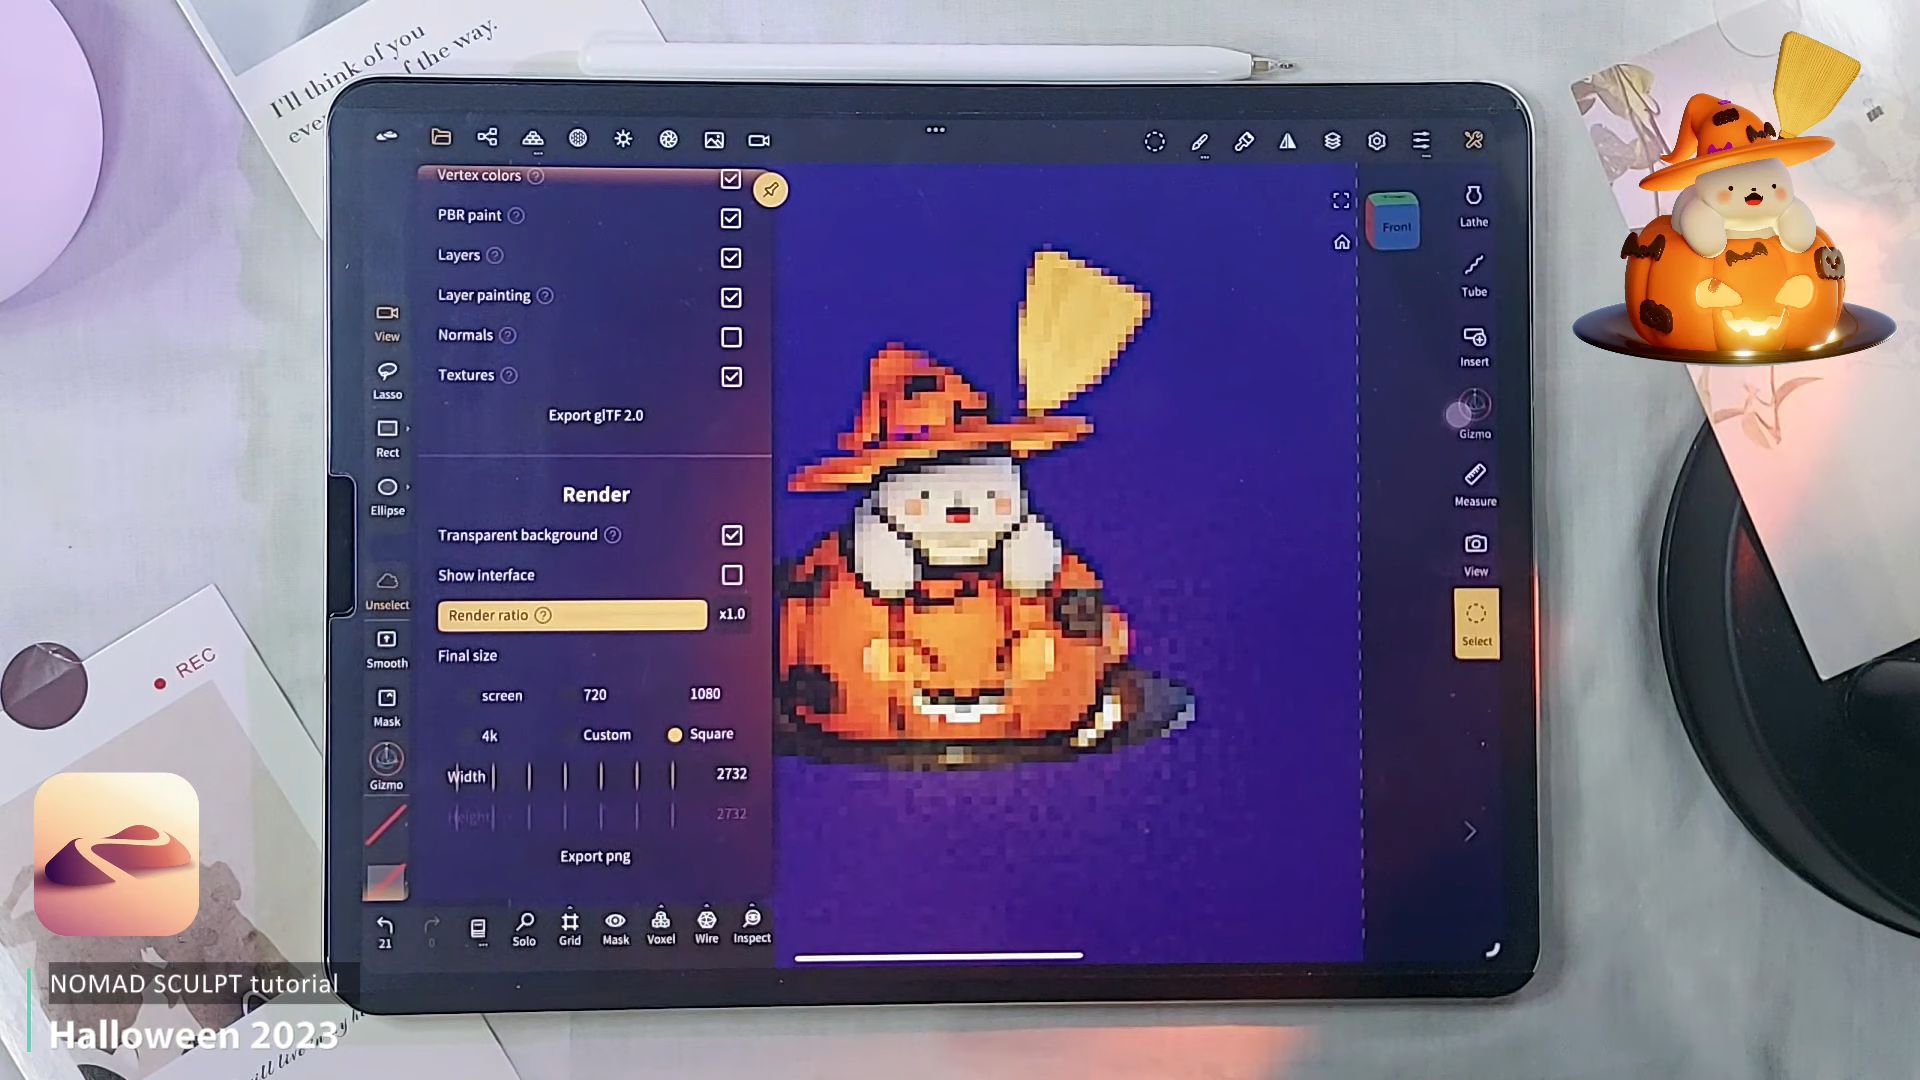 I'll think of you
of the way.
Vertex colors
PBR paint
Layers
Layer painting
Normals
Textures
Export glTF 2.0
Render
Transparent background
Show interface
Render ratio
x1.0
Final size
screen
720
1080
4k
Custom
Square
Width
2732
Height
2732
Export png
View
Lasso
Rect
Ellipse
Unselect
Smooth
Mask
Gizmo
21
0
Solo
Grid
Mask
Voxel
Wire
Inspect
Front
Lathe
Tube
Insert
Gizmo
Measure
View
Select
REC
NOMAD SCULPT tutorial
Halloween 2023